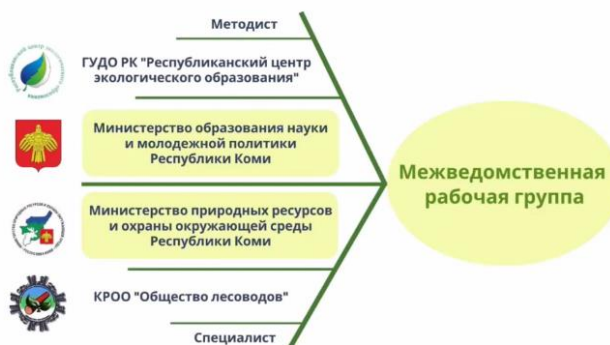 Методист
ГУДО РК "Республиканский центр
экологического образования"
Министерство образования науки
и молодежной политики
Республики Коми
Межведомственная
рабочая группа
Министерство природных ресурсов
и охраны окружающей среды
Республики Коми
КРОО "Общество лесоводов"
Специалист